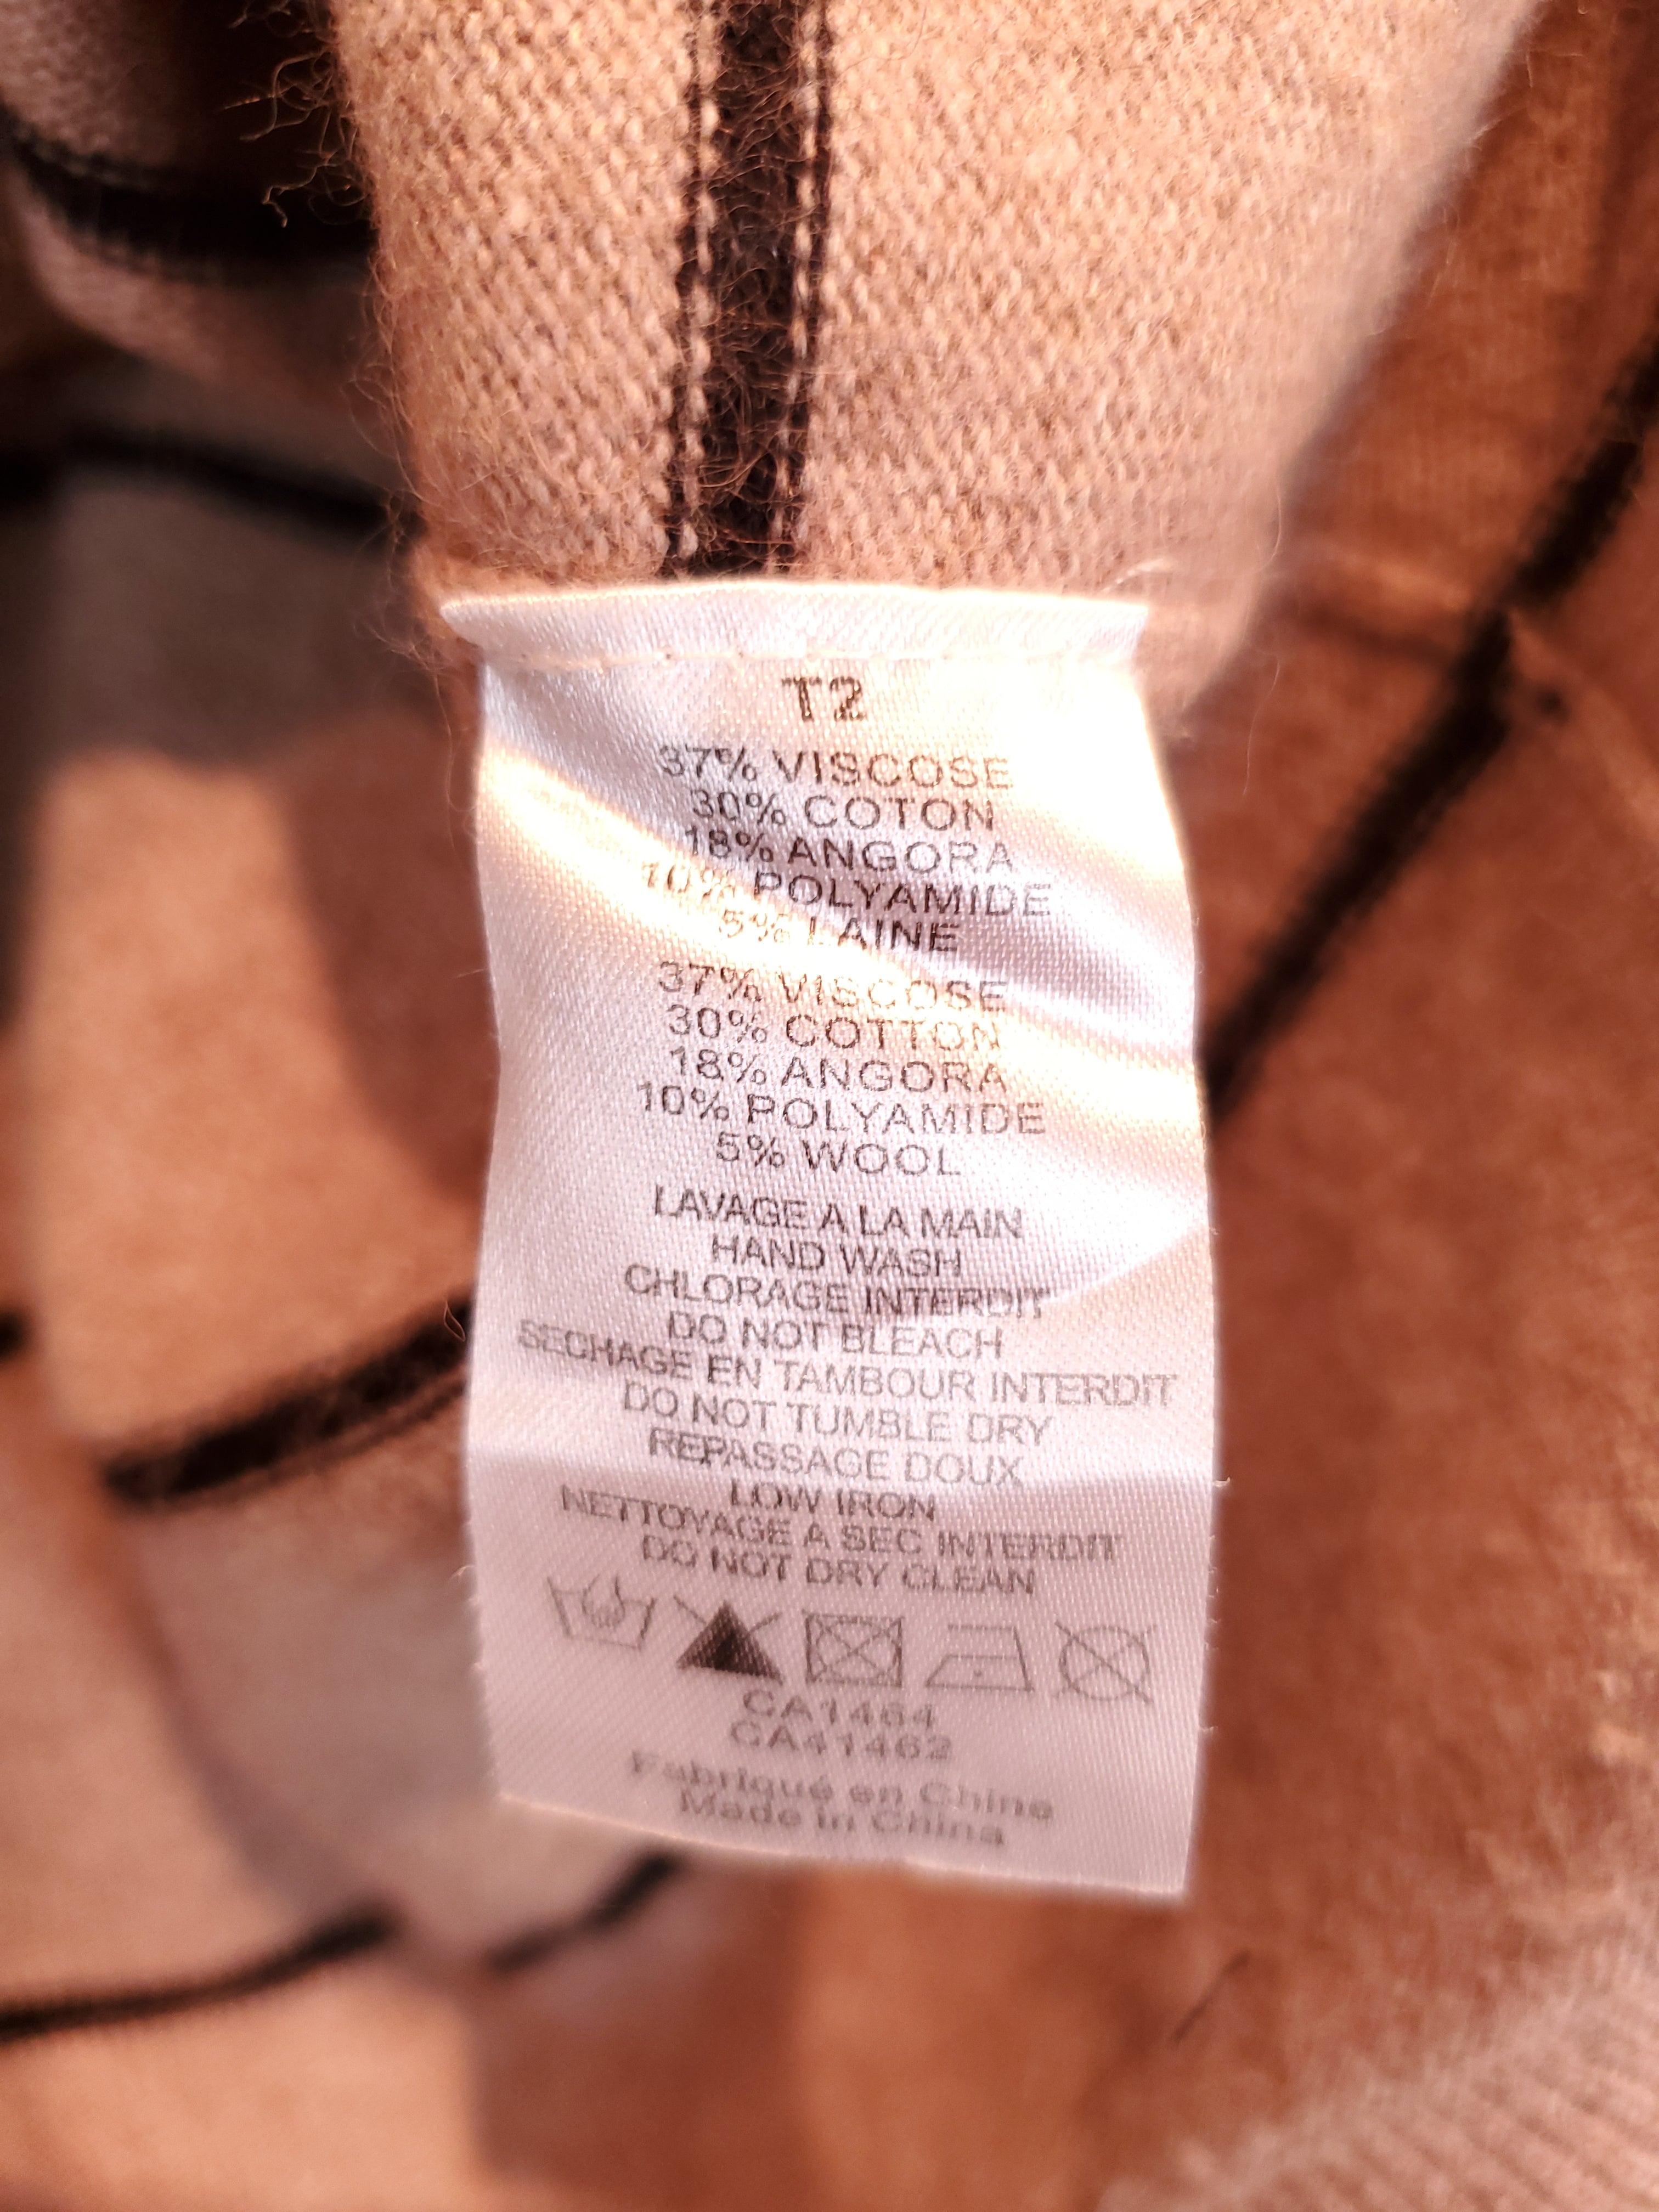 T2
37% VISCOSE
30% COTON
18% ANGORA
10% POLYAMIDE
5% LAINE
37% VISCOSE
30% COTTON
18% ANGORA
10% POLYAMIDE
5% WOOL
LAVAGE A LA MAIN
HAND WASH
CHLORAGE INTERDIT
DO NOT BLEACH
SECHAGE EN TAMBOUR INTERDIT
DO NOT TUMBLE DRY
REPASSAGE DOUX
LOW IRON
NETTOYAGE A SEC INTERDIT
DO NOT DRY CLEAN
CA1464
CA41462
Fabriqué en Chine
Made in China